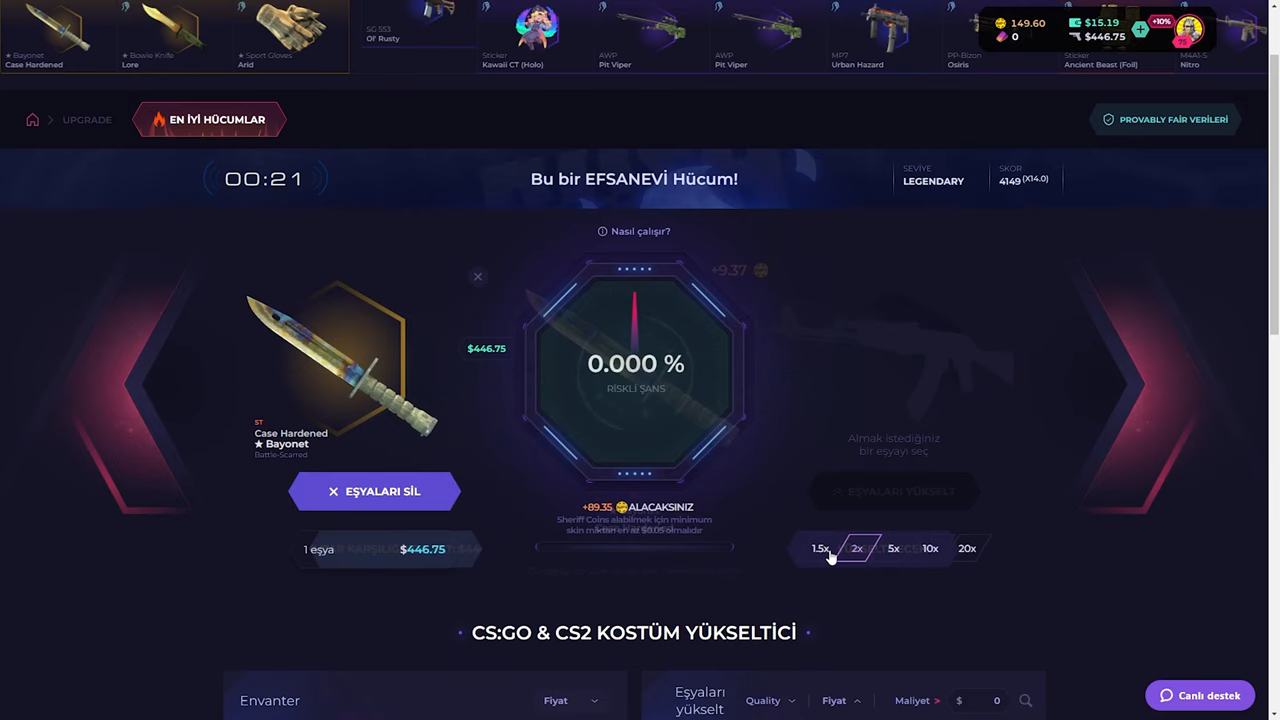 ★ Bayonet
Case Hardened
★ Bowie Knife
Lore
★ Sport Gloves
Arid
SG 553
Ol' Rusty
Sticker
Kawaii CT (Holo)
AWP
Pit Viper
AWP
Pit Viper
MP7
Urban Hazard
PP-Bizon
Osiris
Sticker
Ancient Beast (Foil)
M4A1-S
Nitro
149.60
0
$15.19
$446.75
+10%
75
UPGRADE
EN İYİ HÜCUMLAR
PROVABLY FAIR VERİLERİ
00:21
Bu bir EFSANEVİ Hücum!
SEVİYE
LEGENDARY
SKOR
4149 (X14.0)
Nasıl çalışır?
+9.37
$446.75
0.000 %
RİSKLİ ŞANS
ST
Case Hardened
★ Bayonet
Battle-Scarred
Almak istediğiniz
bir eşyayı seç
EŞYALARI SİL
EŞYALARI YÜKSELT
+89.35 ALACAKSINIZ
Sheriff Coins alabilmek için minimum
skin miktarı en az $0.05 olmalıdır
1 eşya
$446.75
1.5x
2x
5x
10x
20x
CS:GO & CS2 KOSTÜM YÜKSELTİCİ
Envanter
Fiyat
Eşyaları
yükselt
Quality
Fiyat
Maliyet >
$ 0
Canlı destek